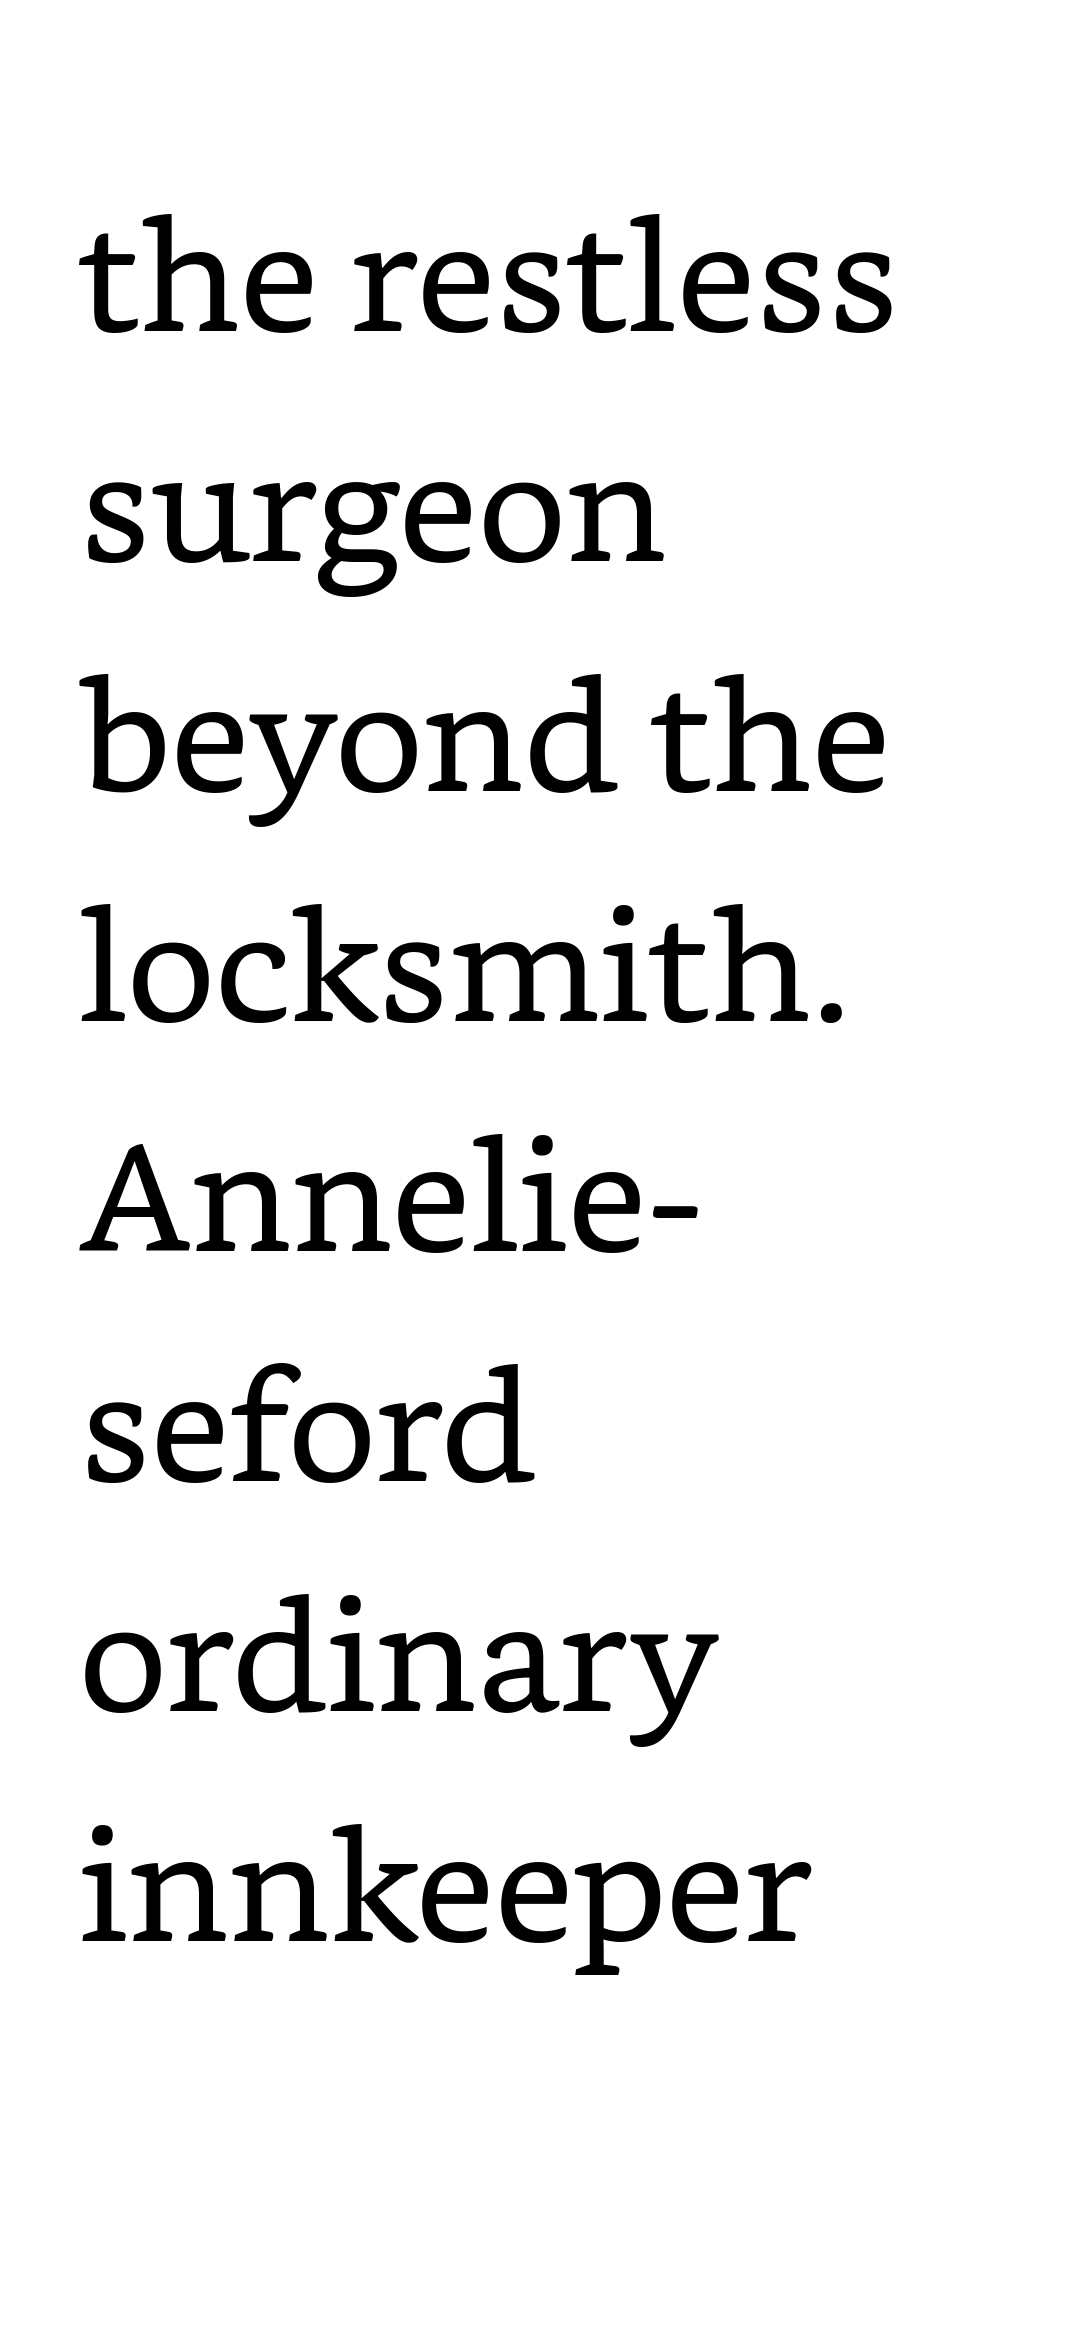 the restless
surgeon
beyond the
locksmith.
Annelie-
seford
ordinary
innkeeper